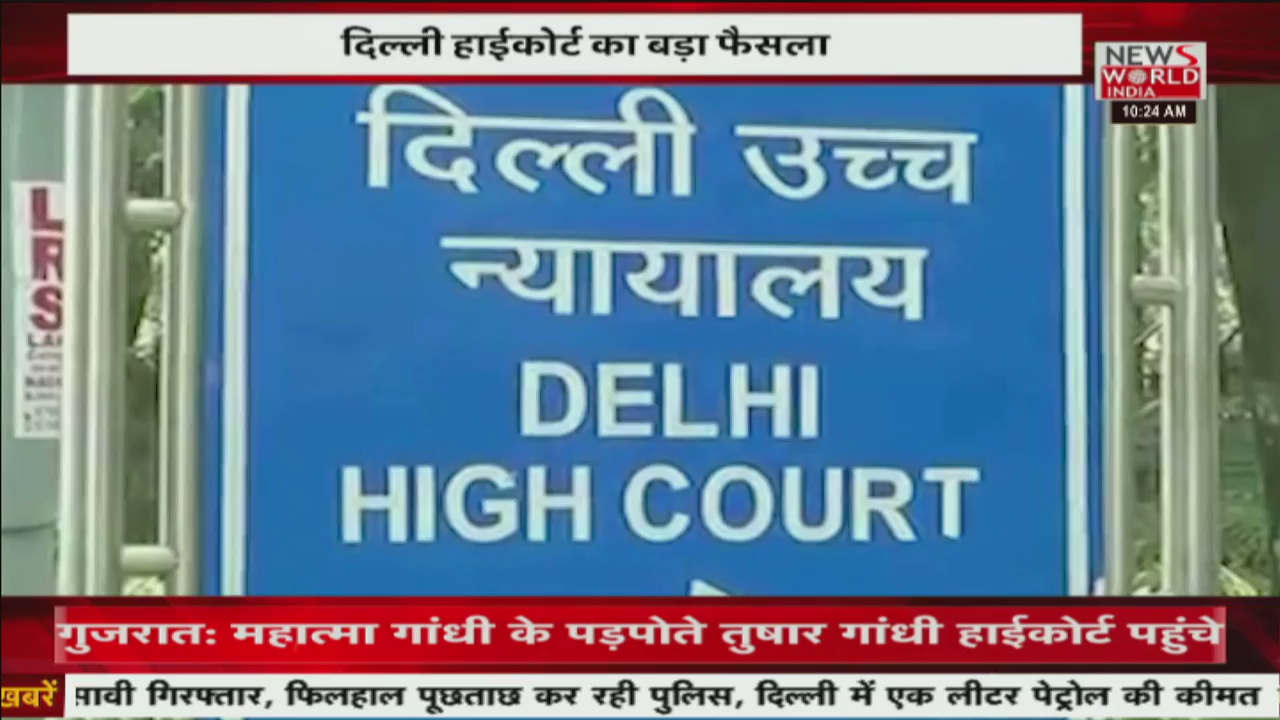 दिल्ली हाईकोर्ट का बड़ा फैसला
NEWS
WORLD
INDIA
10:24 AM
दिल्ली उच्च
न्यायालय
DELHI
HIGH COURT
L
R
S
गुजरात: महात्मा गांधी के पड़पोते तुषार गांधी हाईकोर्ट पहुंचे
खबरें
गिरफ्तार, फिलहाल पूछताछ कर रही पुलिस, दिल्ली में एक लीटर पेट्रोल की कीमत